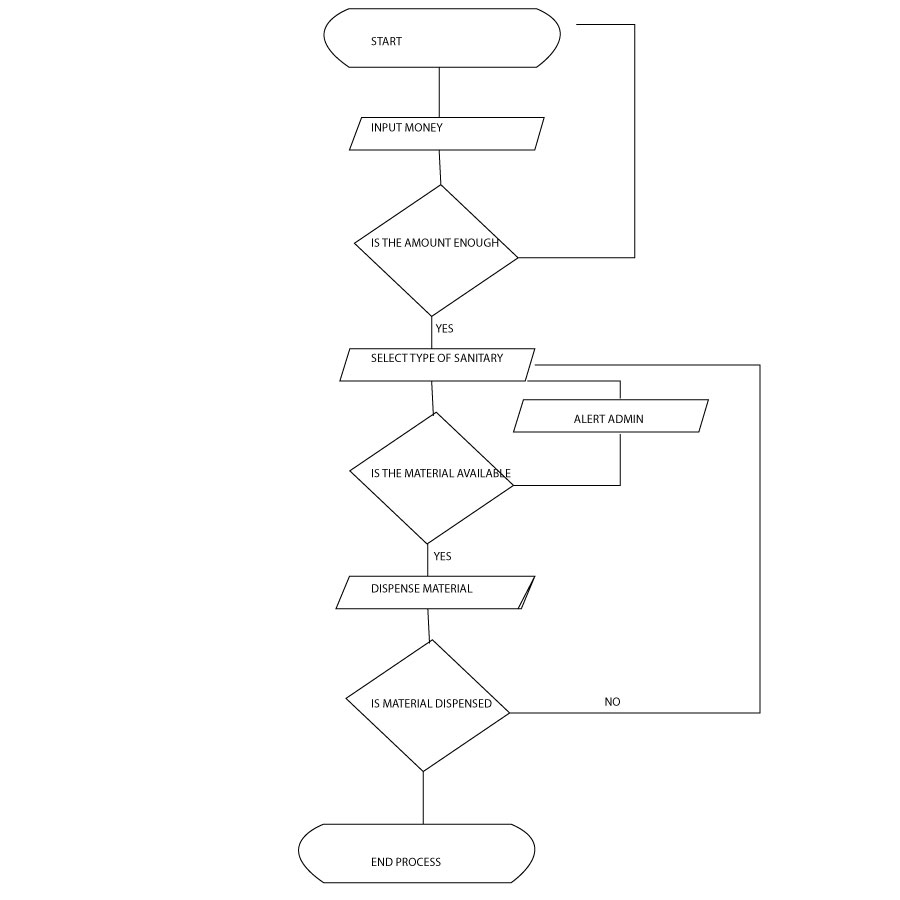 START
INPUT MONEY
IS THE AMOUNT ENOUGH
YES
SELECT TYPE OF SANITARY
ALERT ADMIN
IS THE MATERIAL AVAILABLE
YES
DISPENSE MATERIAL
IS MATERIAL DISPENSED
NO
END PROCESS